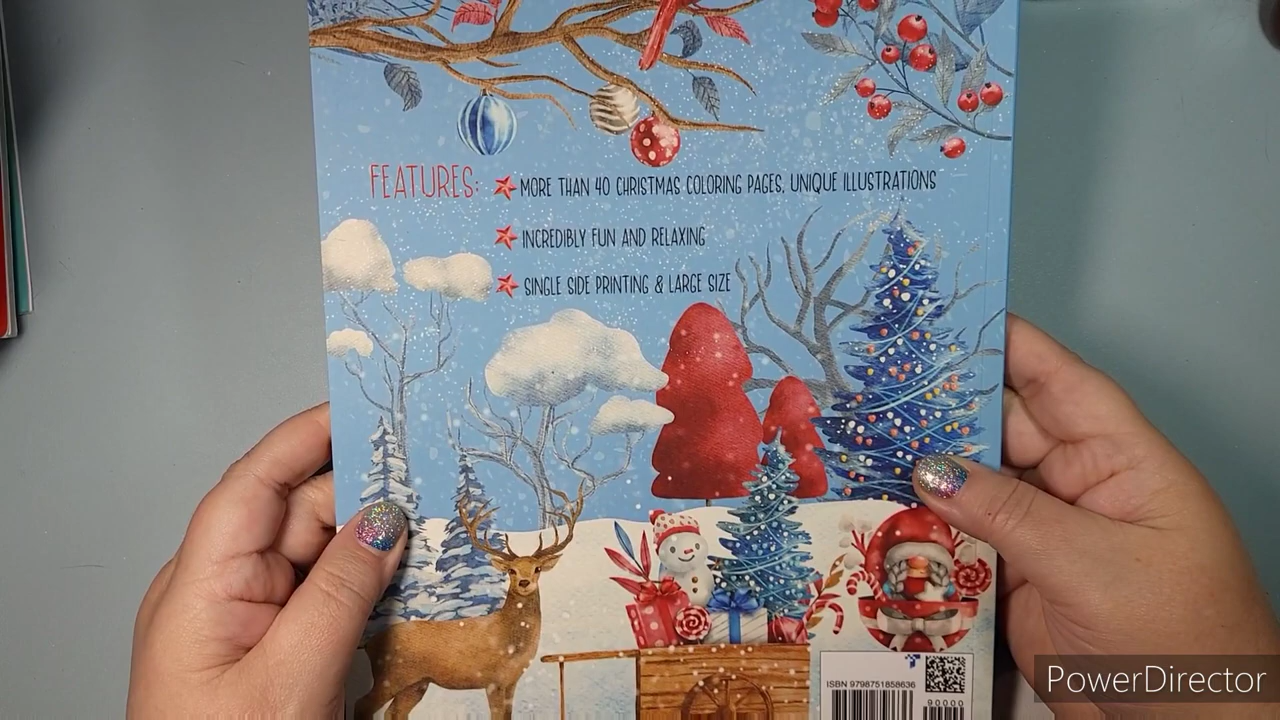 FEATURES: MORE THAN 40 CHRISTMAS COLORING PAGES, UNIQUE ILLUSTRATIONS
INCREDIBLY FUN AND RELAXING
SINGLE SIDE PRINTING & LARGE SIZE
ISBN 9798751858636
90000
PowerDirector